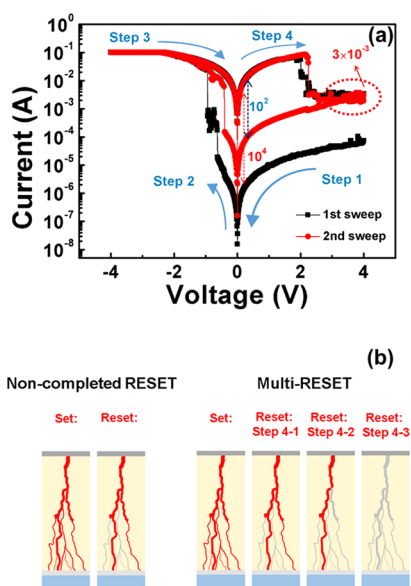 (a)
Step 3
Step 4
3×10⁻³
10²
10⁴
Step 2
Step 1
1st sweep
2nd sweep
10¹
10⁰
10⁻¹
10⁻²
10⁻³
10⁻⁴
10⁻⁵
10⁻⁶
10⁻⁷
10⁻⁸
Current (A)
-4 -2 0 2 4
Voltage (V)
(b)
Non-completed RESET
Multi-RESET
Set: Reset:
Set: Reset: Reset: Reset:
Step 4-1 Step 4-2 Step 4-3